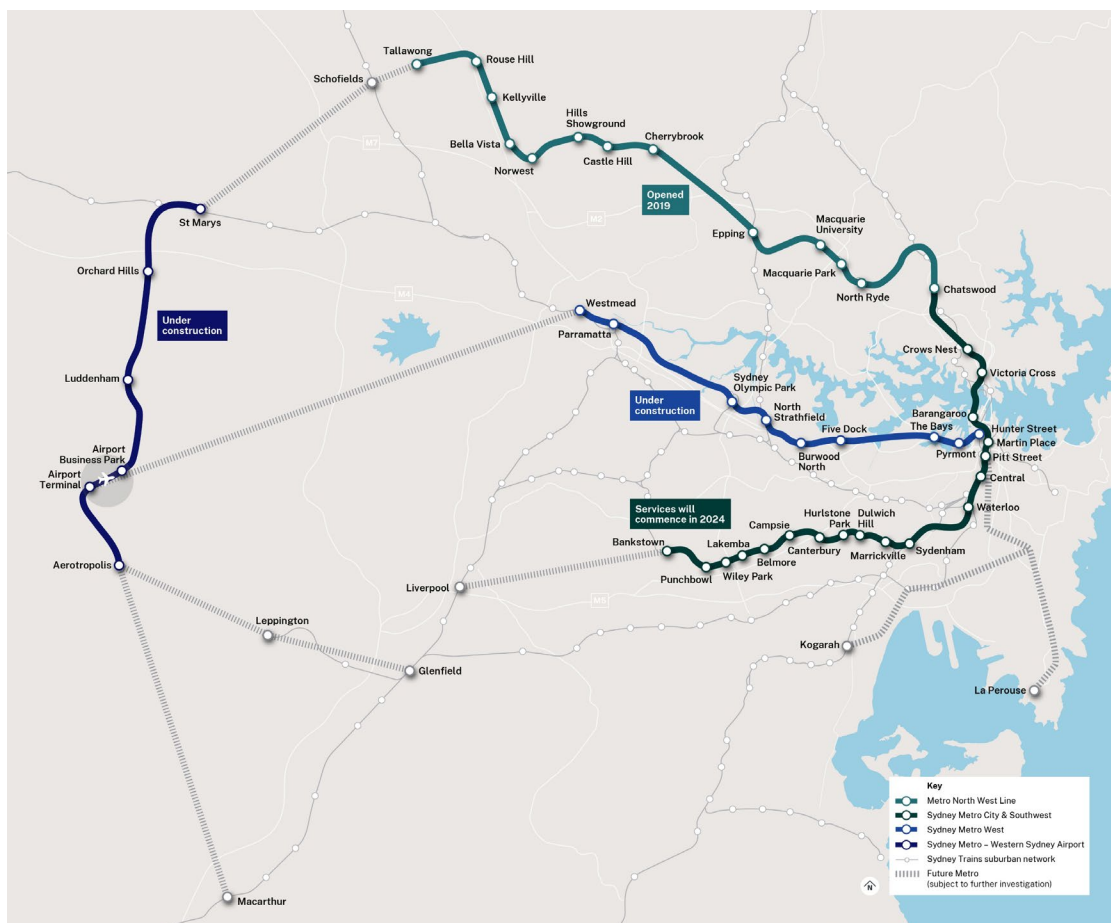 Tallawong
Rouse Hill
Schofields
Kellyville
Hills
Showground
Cherrybrook
M7
Bella Vista
Castle Hill
Norwest
Opened
2019
M2
St Marys
Macquarie
University
Epping
Orchard Hills
Macquarie Park
North Ryde
Chatswood
M4
Westmead
Under
construction
Parramatta
Crows Nest
Victoria Cross
Luddenham
Sydney
Olympic Park
Under
construction
North
Strathfield
Barangaroo
The Bays
Five Dock
Hunter Street
Martin Place
Airport
Business Park
Burwood
North
Pyrmont
Pitt Street
Airport
Terminal
Central
Services will
commence in 2024
Waterloo
Hurlstone
Park
Dulwich
Hill
Campsie
Bankstown
Lakemba
Canterbury
Marrickville
Sydenham
Belmore
Wiley Park
Punchbowl
Aerotropolis
Liverpool
M5
Leppington
Kogarah
Glenfield
La Perouse
Key
Metro North West Line
Sydney Metro City & Southwest
Sydney Metro West
Sydney Metro – Western Sydney Airport
Sydney Trains suburban network
Future Metro
(subject to further investigation)
N
Macarthur